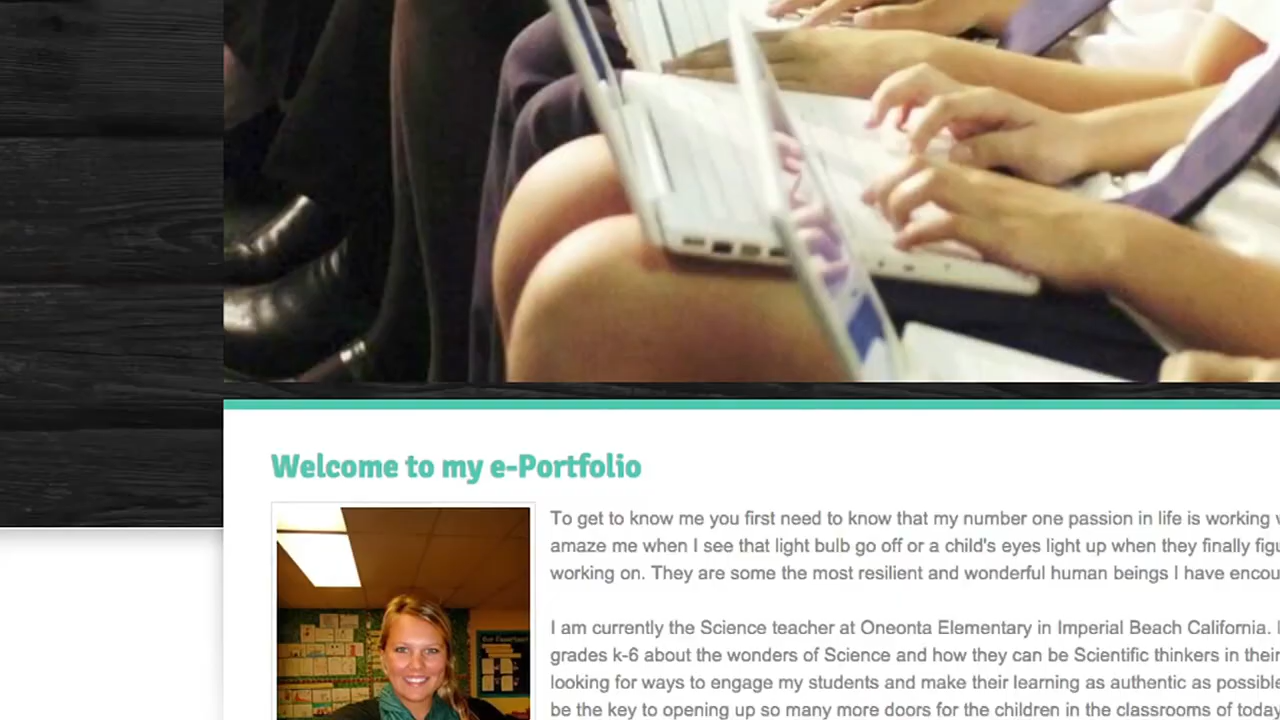 Welcome to my e-Portfolio
To get to know me you first need to know that my number one passion in life is working
amaze me when I see that light bulb go off or a child's eyes light up when they finally
working on. They are some the most resilient and wonderful human beings I have
I am currently the Science teacher at Oneonta Elementary in Imperial Beach California.
grades k-6 about the wonders of Science and how they can be Scientific thinkers in their
looking for ways to engage my students and make their learning as authentic as possible
be the key to opening up so many more doors for the children in the classrooms of today